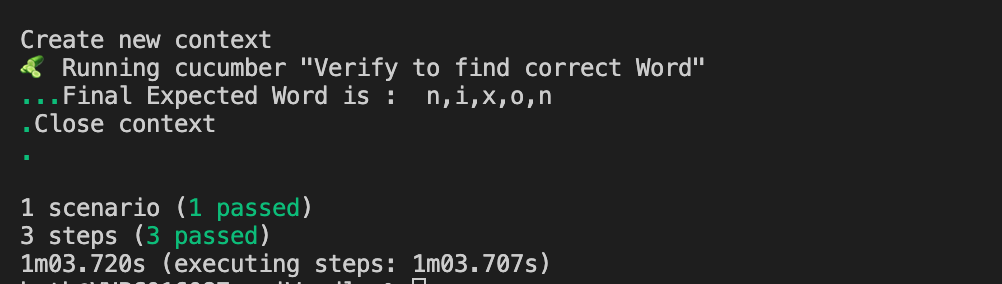 Create new context
🥒 Running cucumber "Verify to find correct Word"
...Final Expected Word is :  n,i,x,o,n
.Close context
.
1 scenario (1 passed)
3 steps (3 passed)
1m03.720s (executing steps: 1m03.707s)